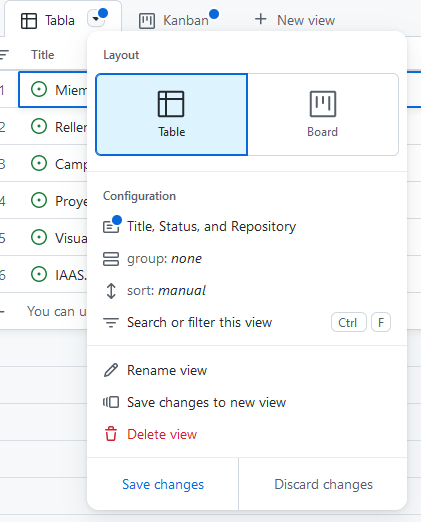 Tabla
Kanban
New view
Title
Layout
Table
Board
1
2
3
4
5
6
Configuration
Title, Status, and Repository
group: none
sort: manual
Search or filter this view Ctrl F
Rename view
Save changes to new view
Delete view
Save changes
Discard changes
You can u
Miem
Reller
Camp
Proye
Visua
IAAS.